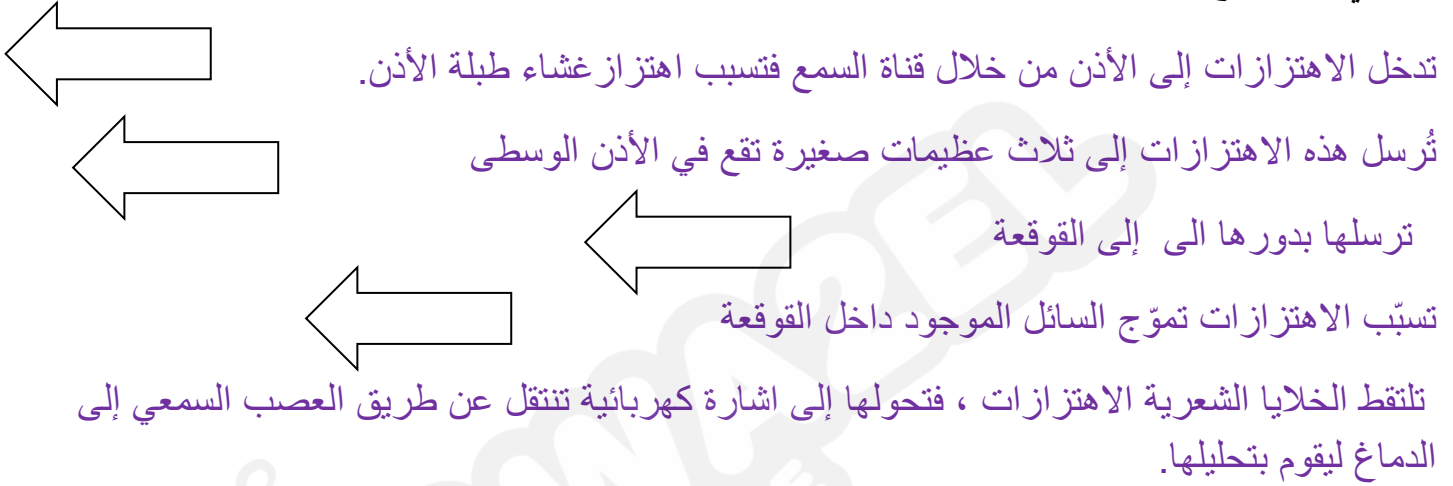 تدخل الاهتزازات إلى الأذن من خلال قناة السمع فتسبب اهتزازغشاء طبلة الأذن.
تُرسل هذه الاهتزازات إلى ثلاث عظيمات صغيرة تقع في الأذن الوسطى
ترسلها بدورها الى إلى القوقعة
تسبّب الاهتزازات تموّج السائل الموجود داخل القوقعة
تلتقط الخلايا الشعرية الاهتزازات ، فتحولها إلى اشارة كهربائية تنتقل عن طريق العصب السمعي إلى
الدماغ ليقوم بتحليلها.